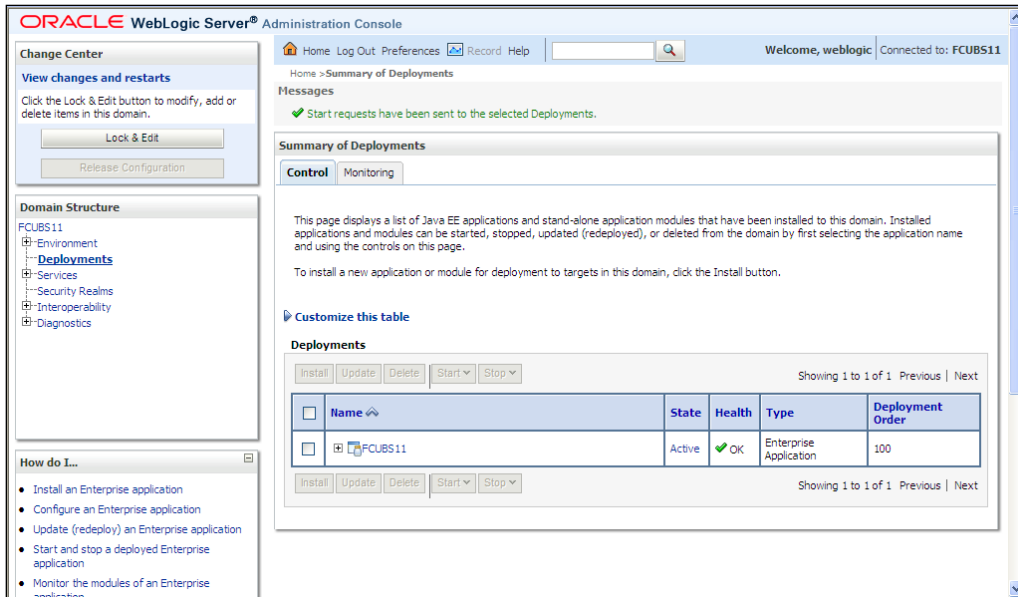 ORACLE WebLogic Server® Administration Console
Change Center
View changes and restarts
Click the Lock & Edit button to modify, add or
delete items in this domain.
Lock & Edit
Release Configuration
Domain Structure
FCUBS11
Environment
Deployments
Services
Security Realms
Interoperability
Diagnostics
How do I...
Install an Enterprise application
Configure an Enterprise application
Update (redeploy) an Enterprise application
Start and stop a deployed Enterprise
application
Monitor the modules of an Enterprise
application
Home Log Out Preferences Record Help
Welcome, weblogic Connected to: FCUBS11
Home >Summary of Deployments
Messages
Start requests have been sent to the selected Deployments.
Summary of Deployments
Control Monitoring
This page displays a list of Java EE applications and stand-alone application modules that have been installed to this domain. Installed
applications and modules can be started, stopped, updated (redeployed), or deleted from the domain by first selecting the application name
and using the controls on this page.
To install a new application or module for deployment to targets in this domain, click the Install button.
Customize this table
Deployments
Install Update Delete Start Stop Showing 1 to 1 of 1 Previous | Next
Name State Health Type Deployment
Order
FCUBS11 Active OK Enterprise
Application 100
Install Update Delete Start Stop Showing 1 to 1 of 1 Previous | Next